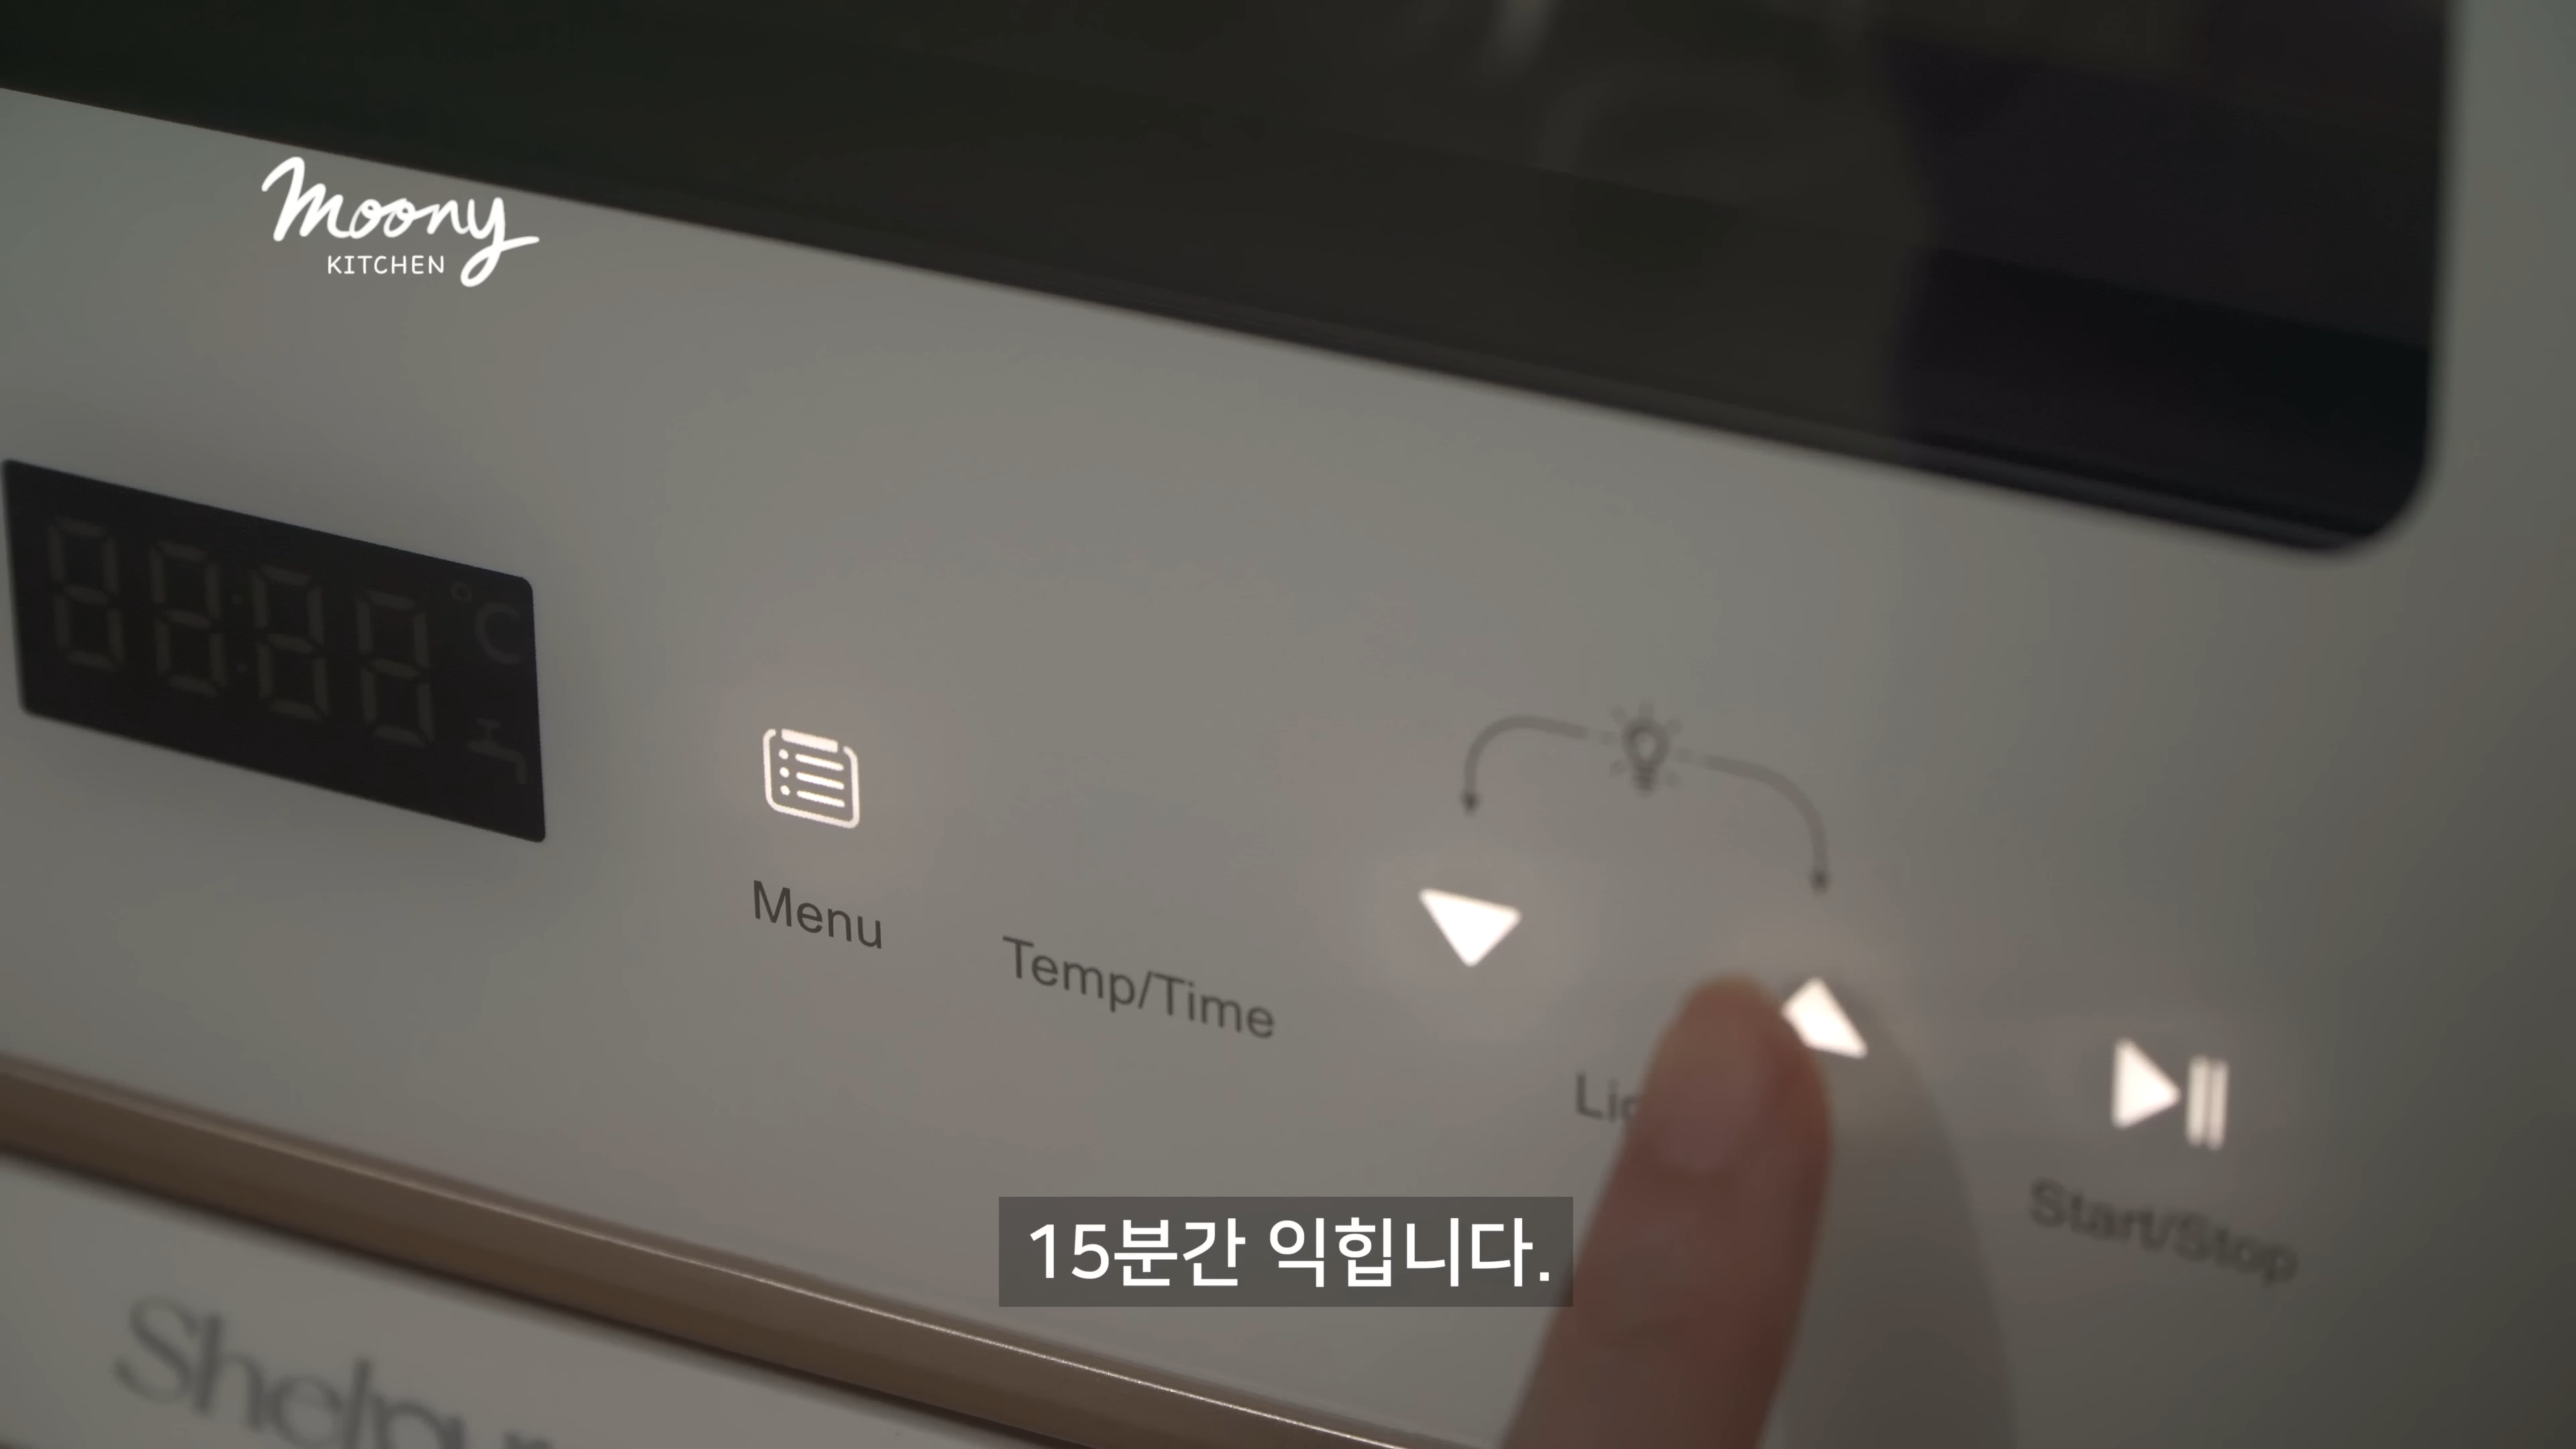 moony
KITCHEN
°C
Menu
Temp/Time
Start/Stop
15분간 익힙니다.